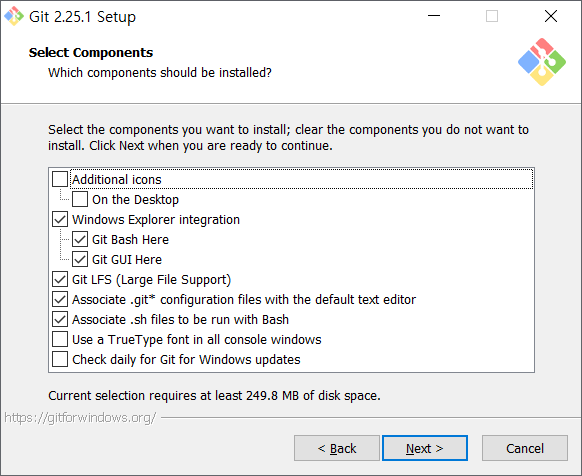 Git 2.25.1 Setup
Select Components
Which components should be installed?
Select the components you want to install; clear the components you do not want to
install. Click Next when you are ready to continue.
Additional icons
On the Desktop
Windows Explorer integration
Git Bash Here
Git GUI Here
Git LFS (Large File Support)
Associate .git* configuration files with the default text editor
Associate .sh files to be run with Bash
Use a TrueType font in all console windows
Check daily for Git for Windows updates
Current selection requires at least 249.8 MB of disk space.
https://gitforwindows.org/
< Back Next > Cancel